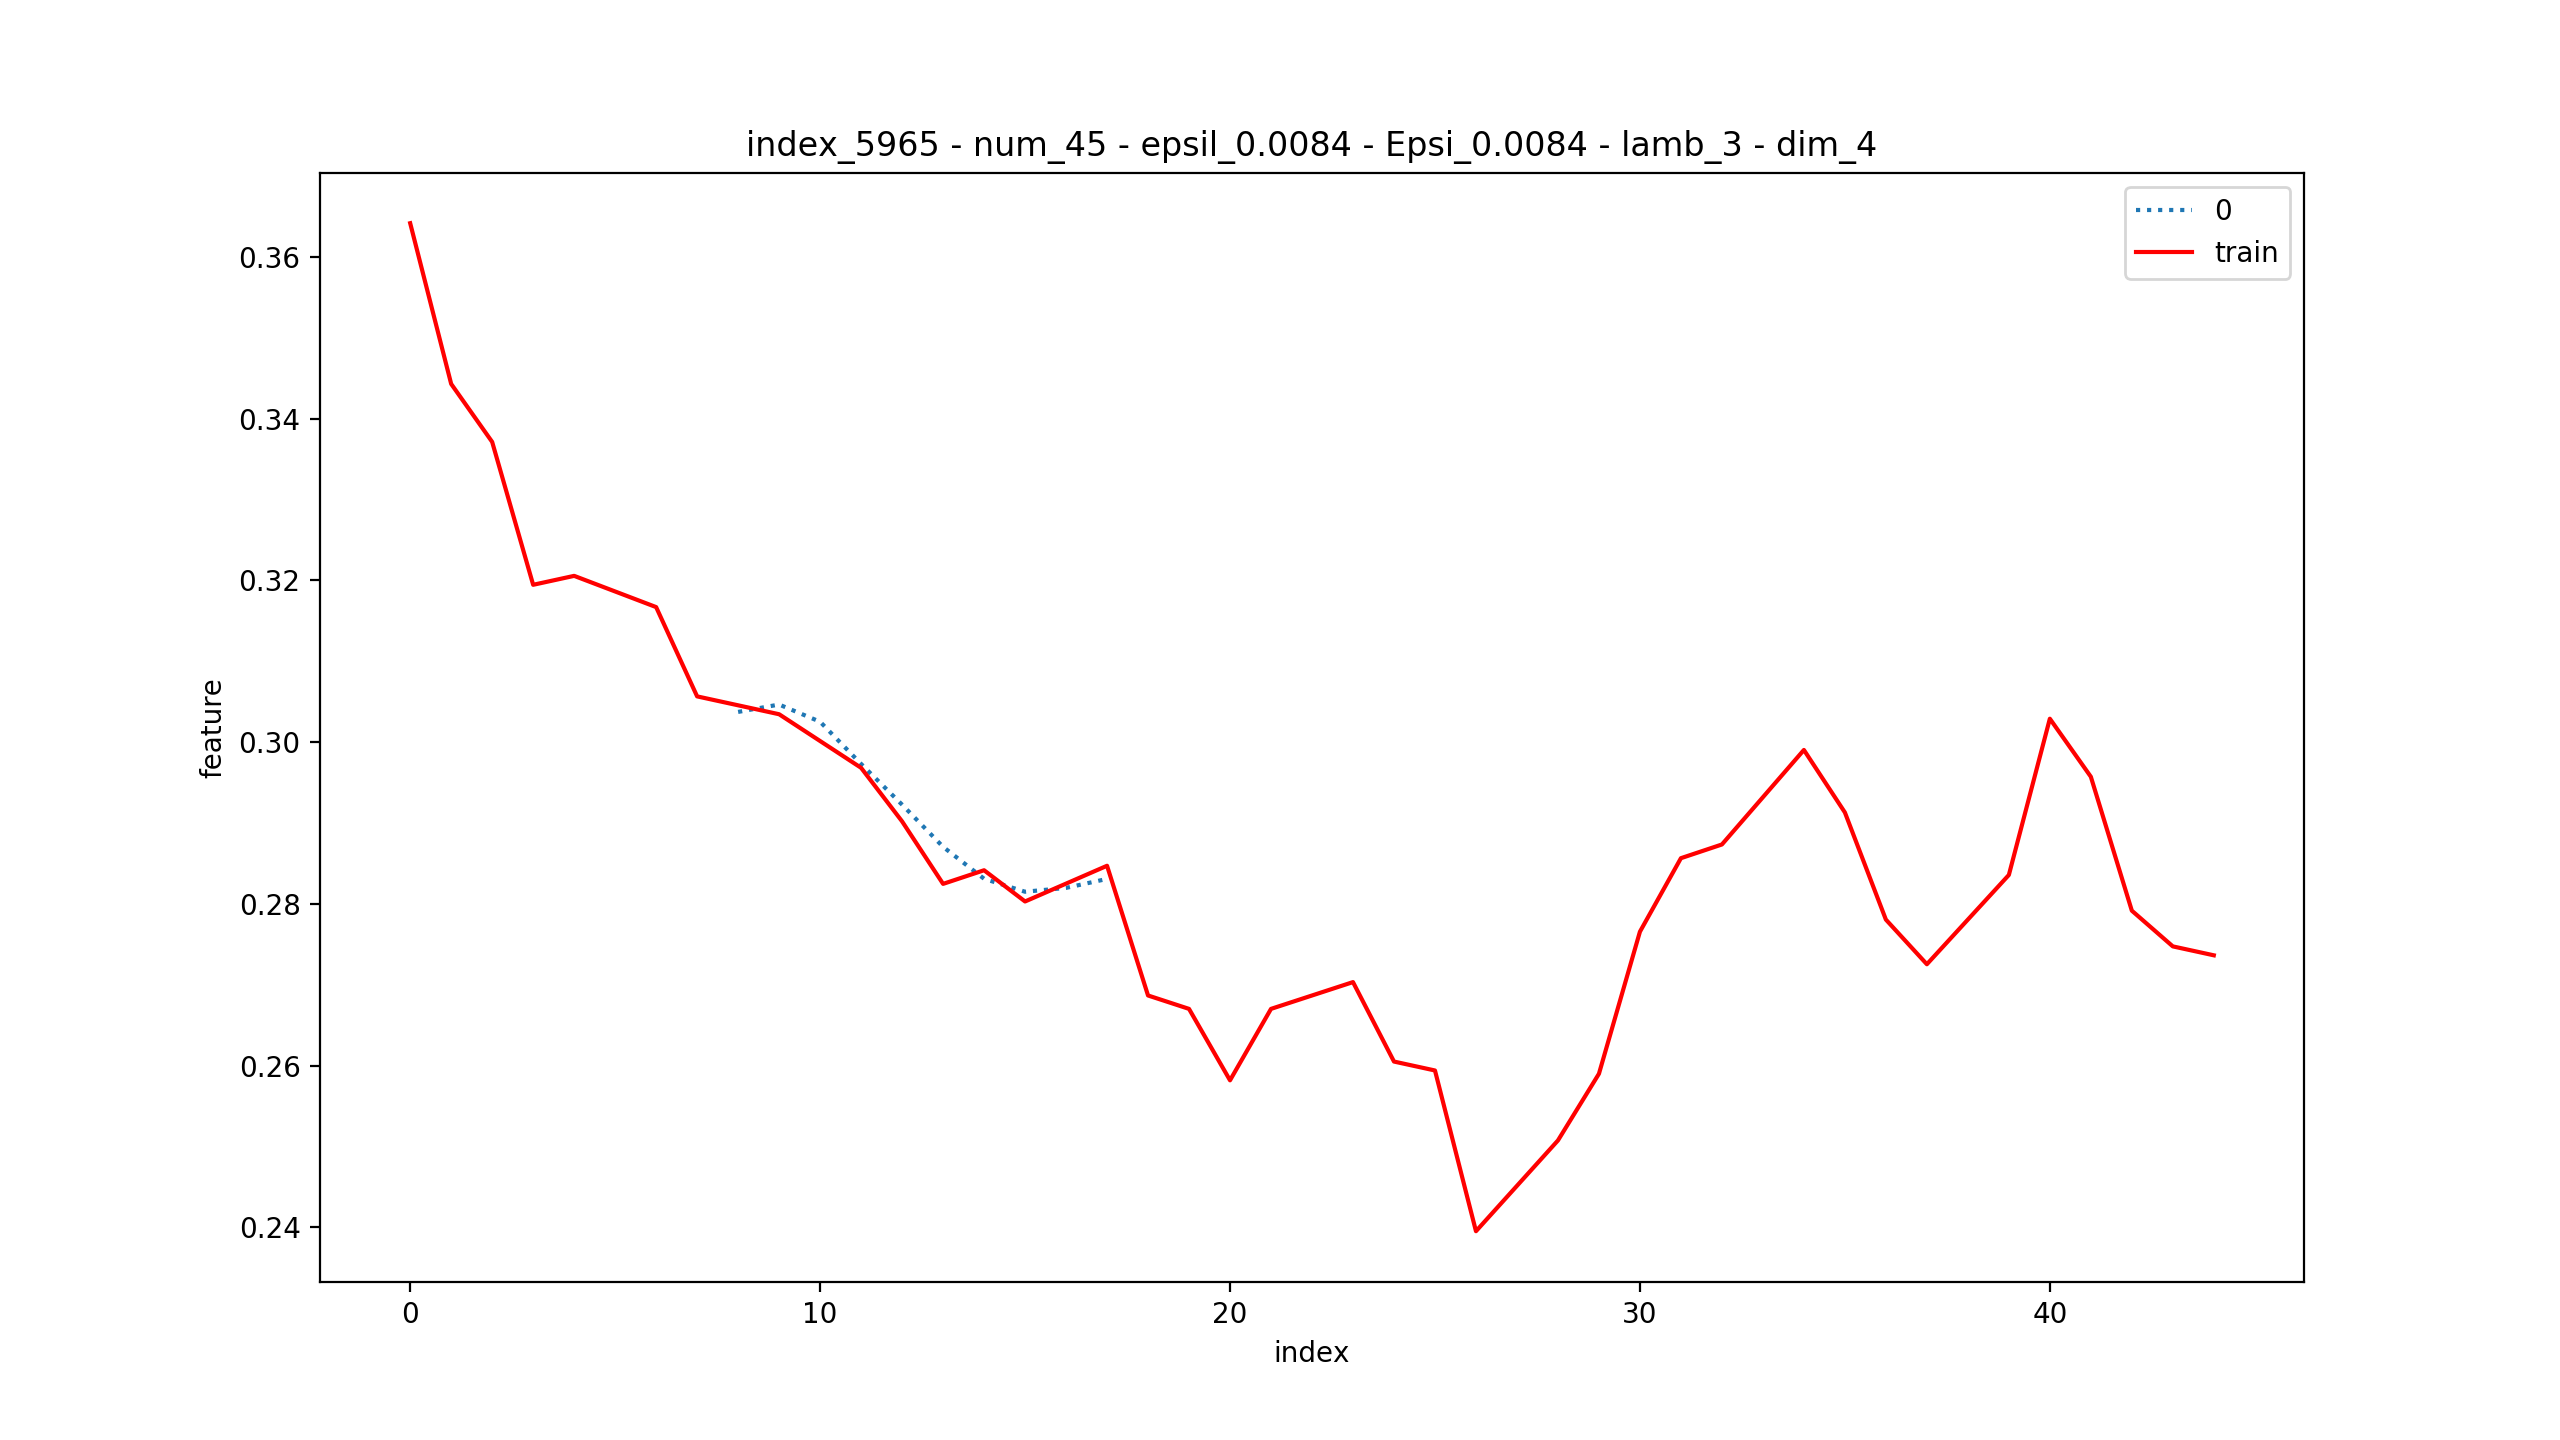 index_5965 - num_45 - epsil_0.0084 - Epsi_0.0084 - lamb_3 - dim_4
0
train
0.36
0.34
0.32
0.30
0.28
0.26
0.24
feature
0 10 20 30 40
index